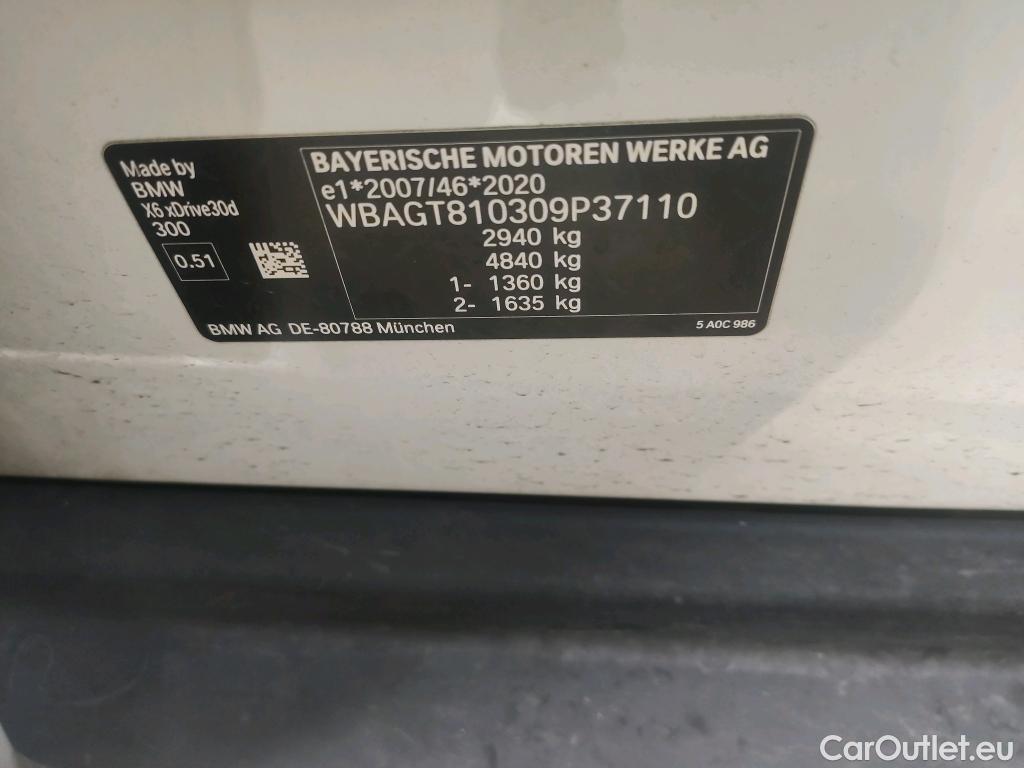 Made by
BMW
X6 xDrive30d
300
0.51
BAYERISCHE MOTOREN WERKE AG
e1*2007/46*2020
WBAGT810309P37110
2940 kg
4840 kg
1- 1360 kg
2- 1635 kg
BMW AG DE-80788 München
5 A0C 986
CarOutlet.eu